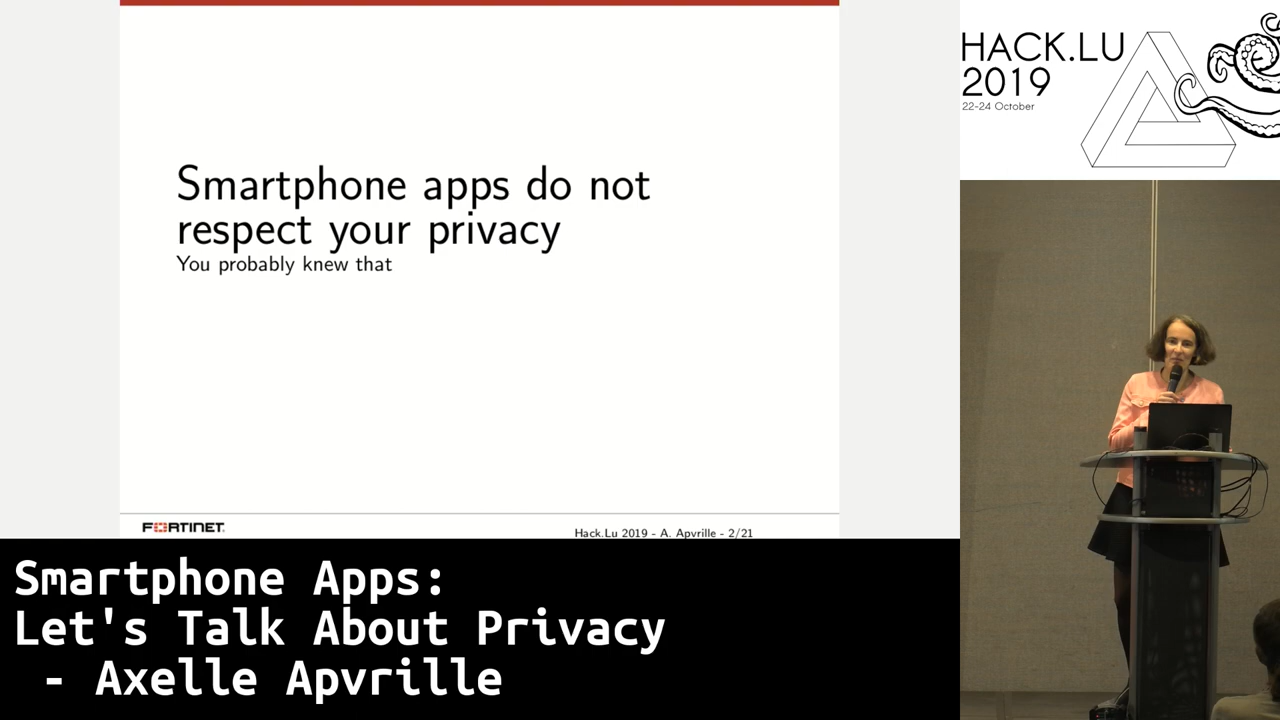 Smartphone apps do not
respect your privacy
You probably knew that
FORTINET
Hack.Lu 2019 - A. Apvrille - 2/21
HACK.LU
2019
22-24 October
Smartphone Apps:
Let's Talk About Privacy
- Axelle Apvrille